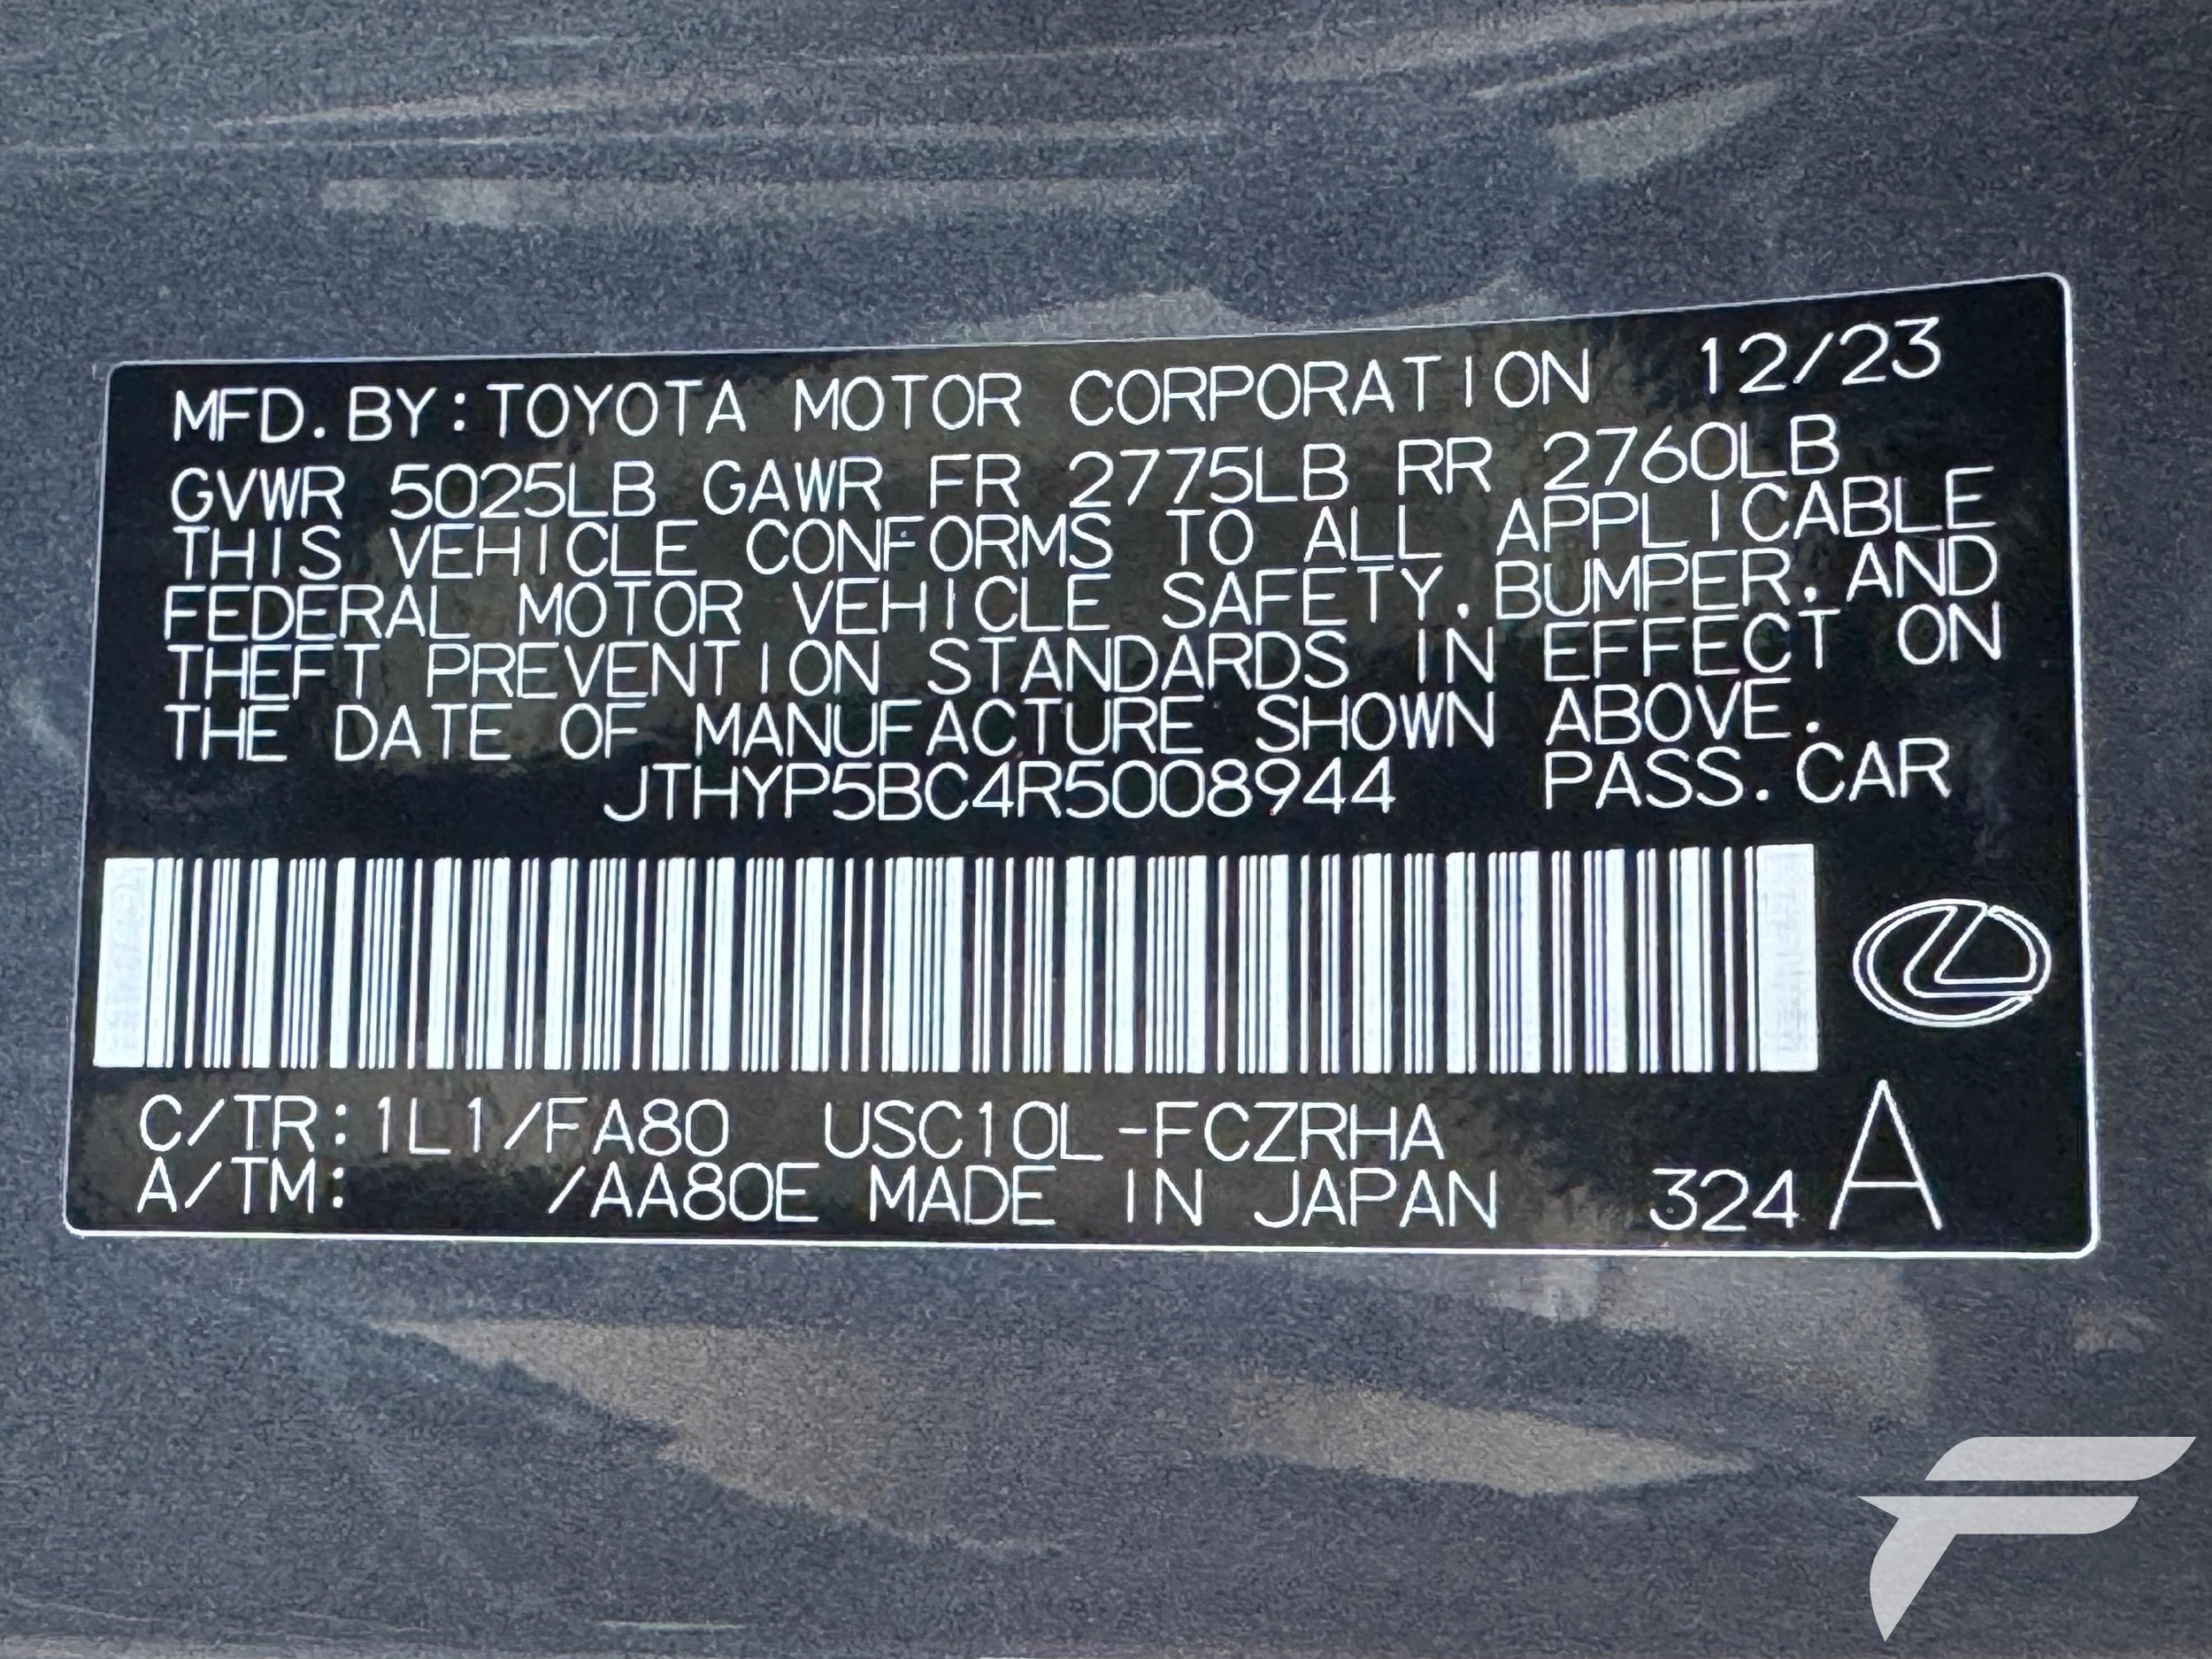 MFD.BY:TOYOTA MOTOR CORPORATION 12/23
GVWR 5025LB GAWR FR 2775LB RR 2760LB
THIS VEHICLE CONFORMS TO ALL APPLICABLE
FEDERAL MOTOR VEHICLE SAFETY,BUMPER,AND
THEFT PREVENTION STANDARDS IN EFFECT ON
THE DATE OF MANUFACTURE SHOWN ABOVE.
JTHYP5BC4R5008944 PASS.CAR
C/TR:1L1/FA80 USC10L-FCZRHA
A/TM: /AA80E MADE IN JAPAN 324 A